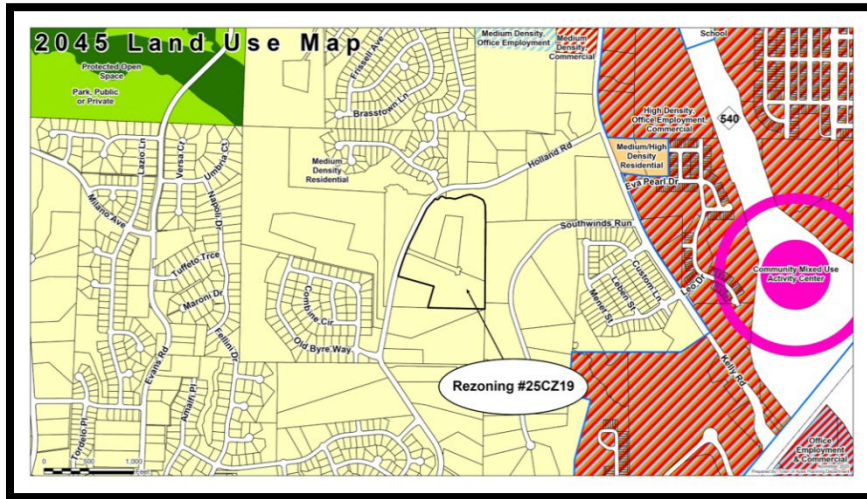 2045 Land Use Map
Protected Open
Space
Park, Public
or Private
Lazio Ln
Versa Ct
Umbria Ct
Napoli Dr
Milano Ave
Tuffeto Trce
Maroni Dr
Fellini Dr
Evans Rd
Amalfi Pl
Tordelo Pl
Frissell Ave
Brasstown Ln
Medium
Density
Residential
Combine Cir
Old Byre Way
Holland Rd
Medium Density,
Office Employment
Medium
Density,
Commercial
School
High Density,
Office Employment,
Commercial
540
Medium/High
Density
Residential
Eva Pearl Dr
Southwinds Run
Custom Ln
Leben St
Menet St
Leo Dr
Kelly Rd
Community Mixed Use
Activity Center
Rezoning #25CZ19
Office
Employment
& Commercial
0 500 1,000
Feet